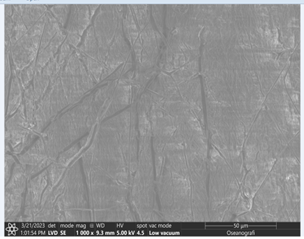 3/21/2023 det mode mag WD HV spot vac mode 50 µm
1:01:54 PM LVD SE 1 000 x 9.3 mm 5.00 kV 4.5 Low vacuum Oseanografi